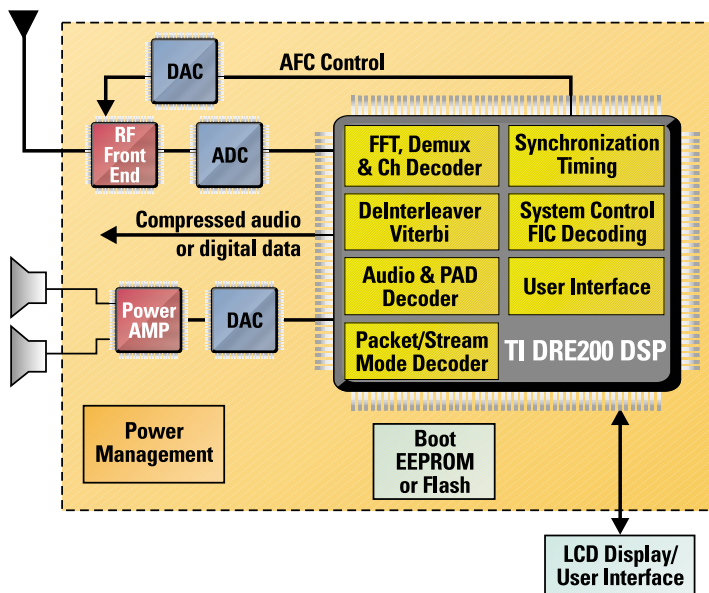 DAC
AFC Control
RF
Front
End
ADC
FFT, Demux
& Ch Decoder
Synchronization
Timing
Compressed audio
or digital data
DeInterleaver
Viterbi
System Control
FIC Decoding
Audio & PAD
Decoder
User Interface
Power
AMP
DAC
Packet/Stream
Mode Decoder
TI DRE200 DSP
Power
Management
Boot
EEPROM
or Flash
LCD Display/
User Interface